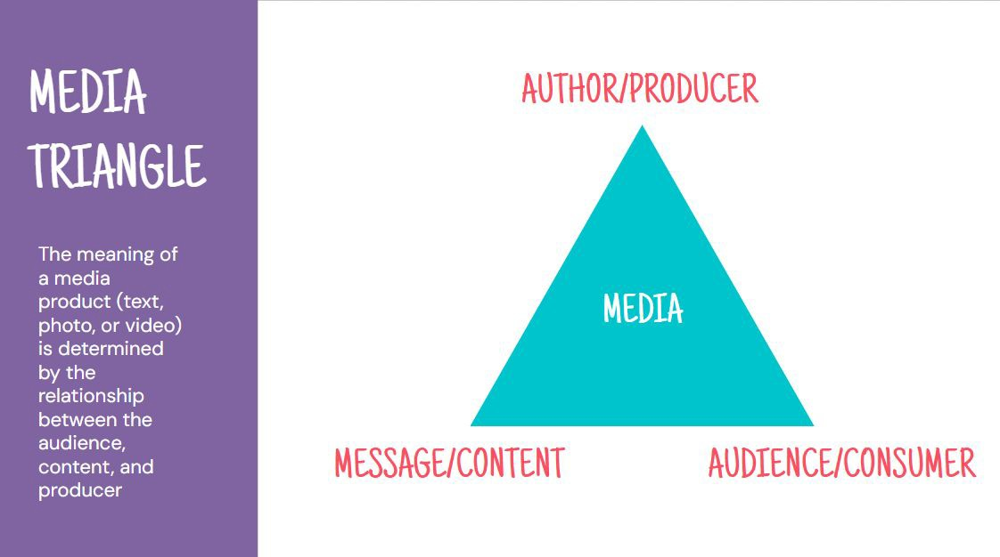 MEDIA
TRIANGLE
The meaning of
a media
product (text,
photo, or video)
is determined
by the
relationship
between the
audience,
content, and
producer
AUTHOR/PRODUCER
MEDIA
MESSAGE/CONTENT
AUDIENCE/CONSUMER